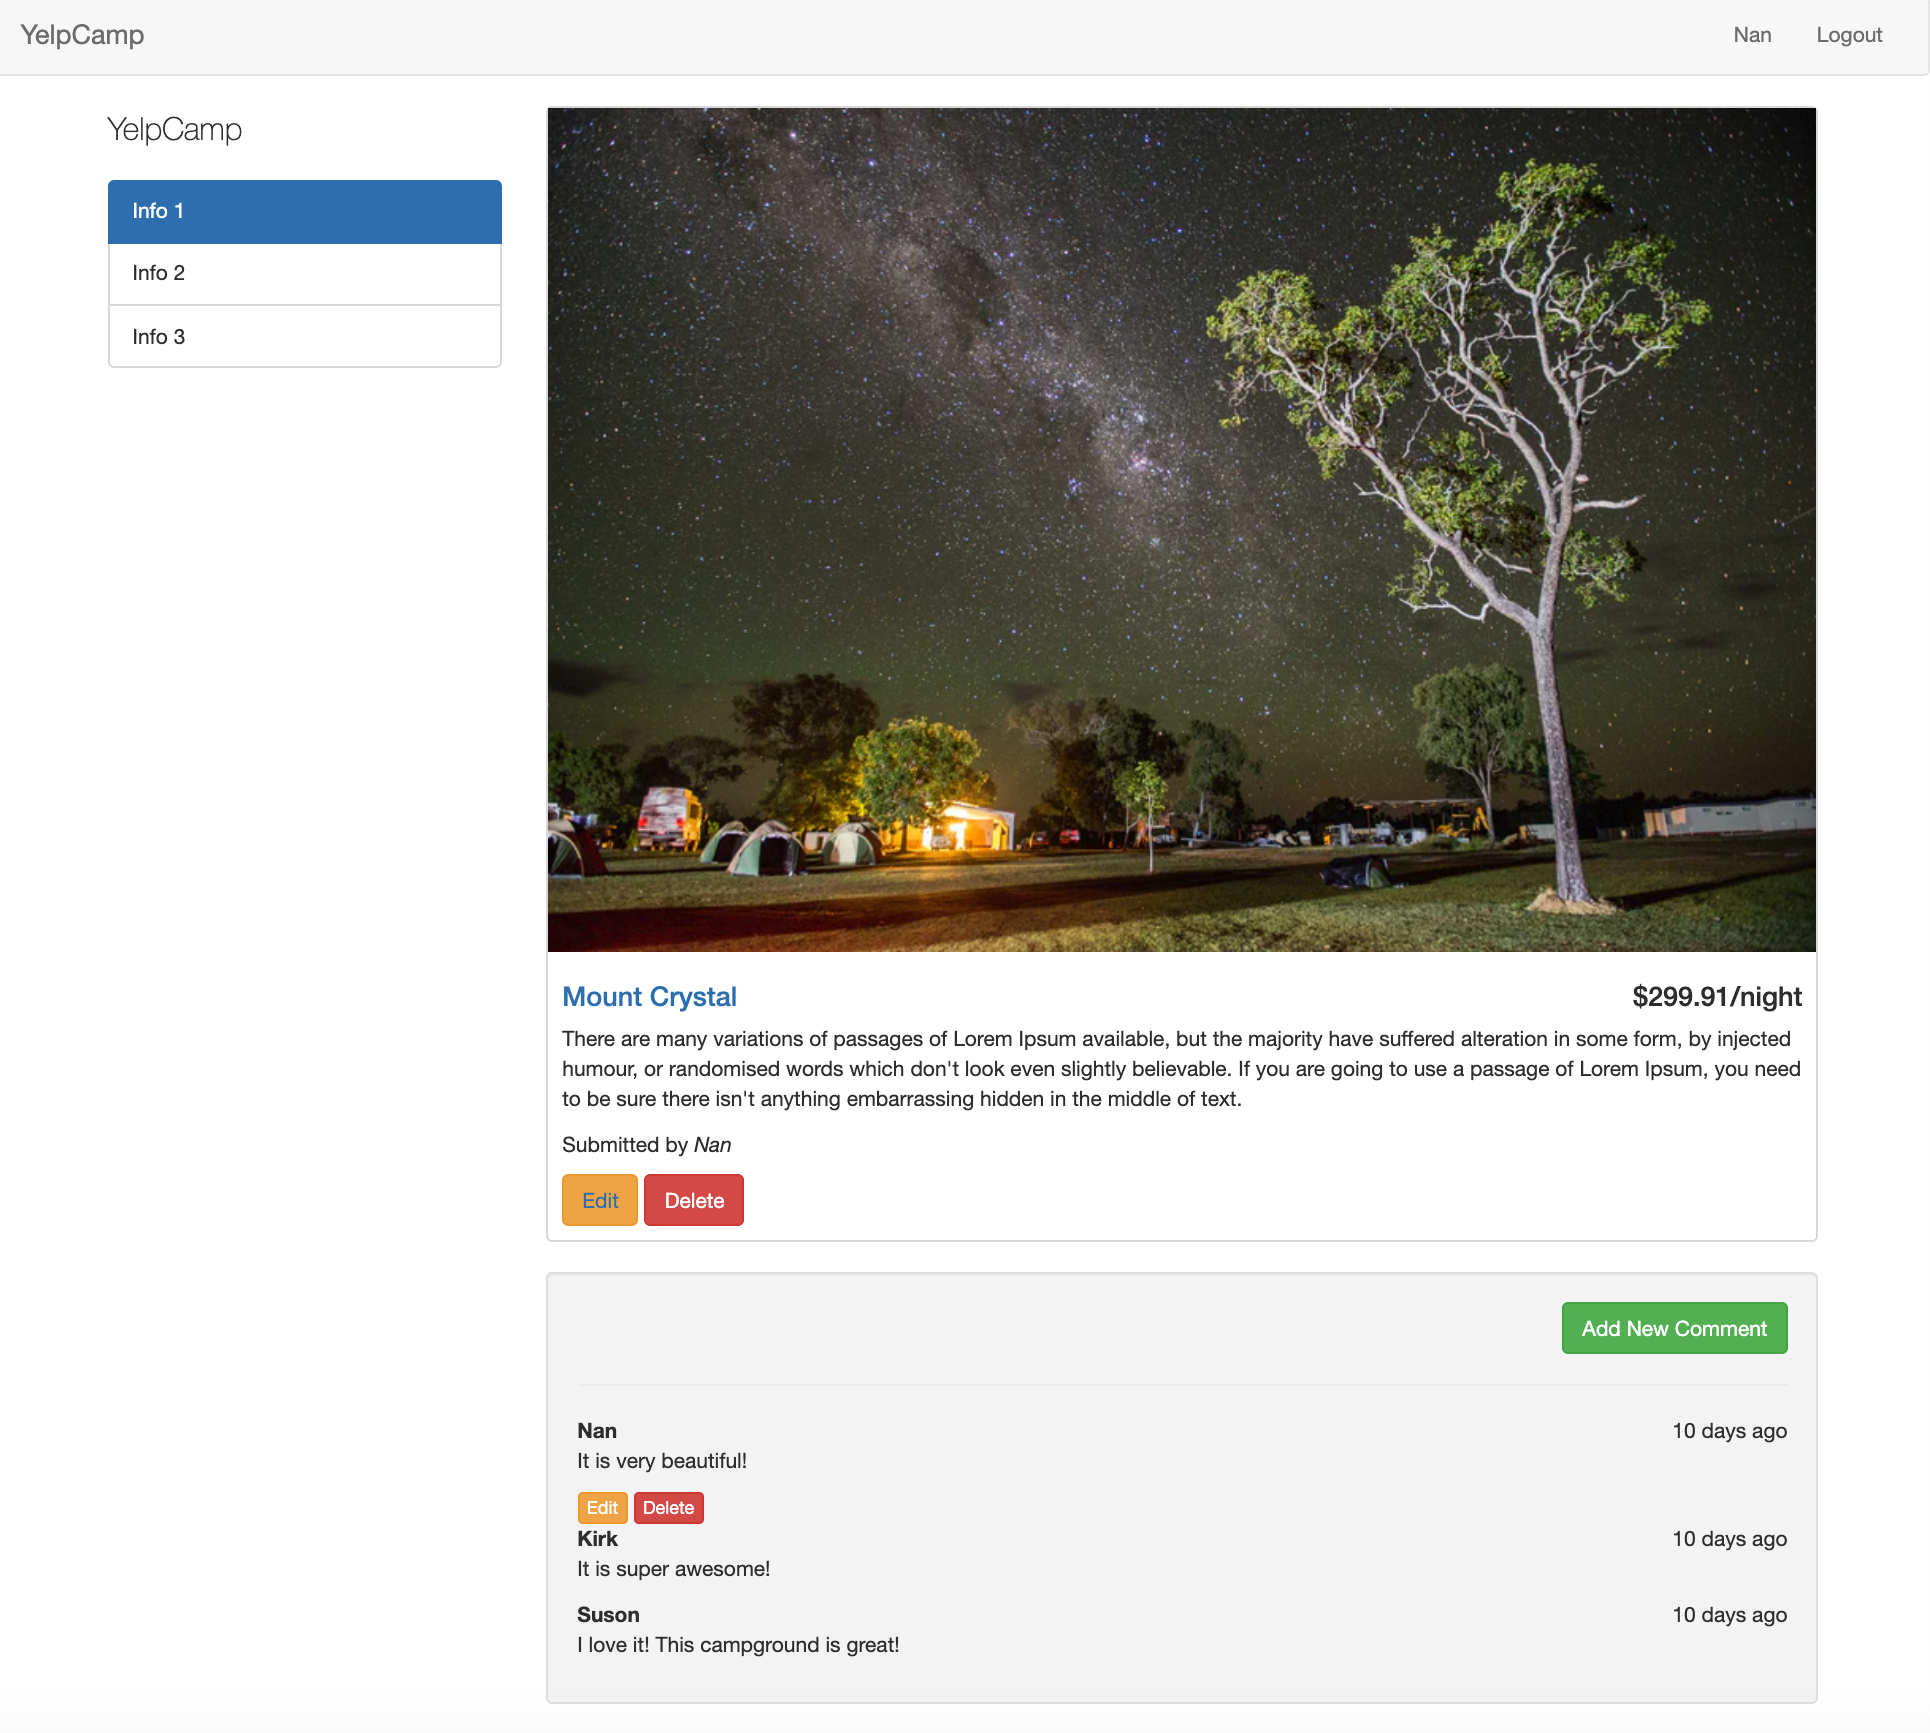 YelpCamp
Nan Logout
YelpCamp
Info 1
Info 2
Info 3
Mount Crystal $299.91/night
There are many variations of passages of Lorem Ipsum available, but the majority have suffered alteration in some form, by injected
humour, or randomised words which don't look even slightly believable. If you are going to use a passage of Lorem Ipsum, you need
to be sure there isn't anything embarrassing hidden in the middle of text.
Submitted by Nan
Edit Delete
Add New Comment
Nan 10 days ago
It is very beautiful!
Edit Delete
Kirk 10 days ago
It is super awesome!
Suson 10 days ago
I love it! This campground is great!